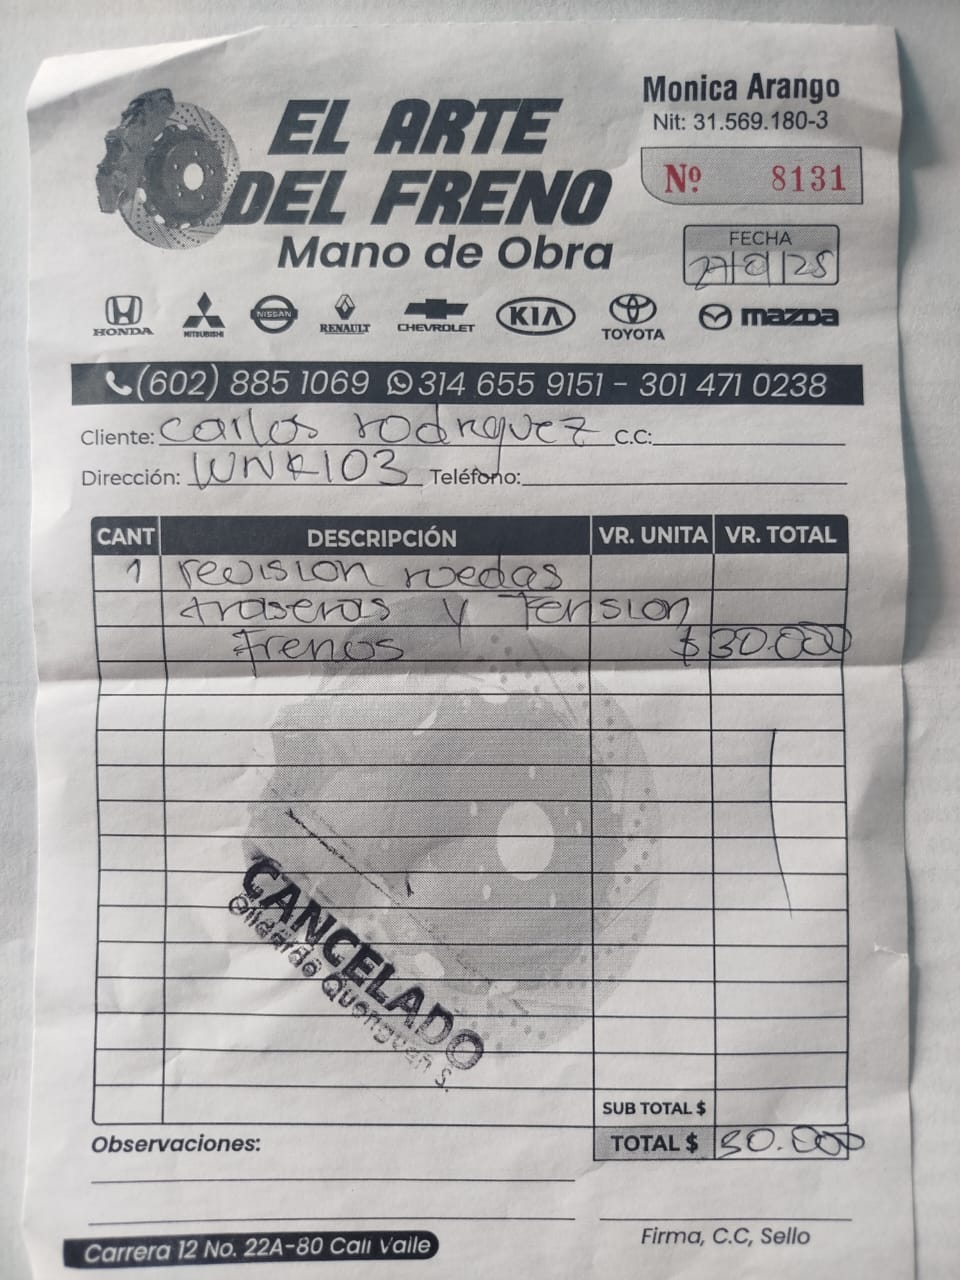 Monica Arango
Nit: 31.569.180-3
EL ARTE
DEL FRENO
Mano de Obra
Nº 8131
FECHA
HONDA MITSUBISHI NISSAN RENAULT CHEVROLET KIA TOYOTA mazda
(602) 885 1069 314 655 9151 - 301 471 0238
Cliente: carlos rodriguez C.C:
Dirección: WNK103 Teléfono:
CANT DESCRIPCIÓN VR. UNITA VR. TOTAL
1 revision ruedas
traseras y Tension
Frenos $30.000
CANCELADO
SUB TOTAL $
TOTAL $ 30.000
Observaciones:
Firma, C.C, Sello
Carrera 12 No. 22A-80 Cali Valle